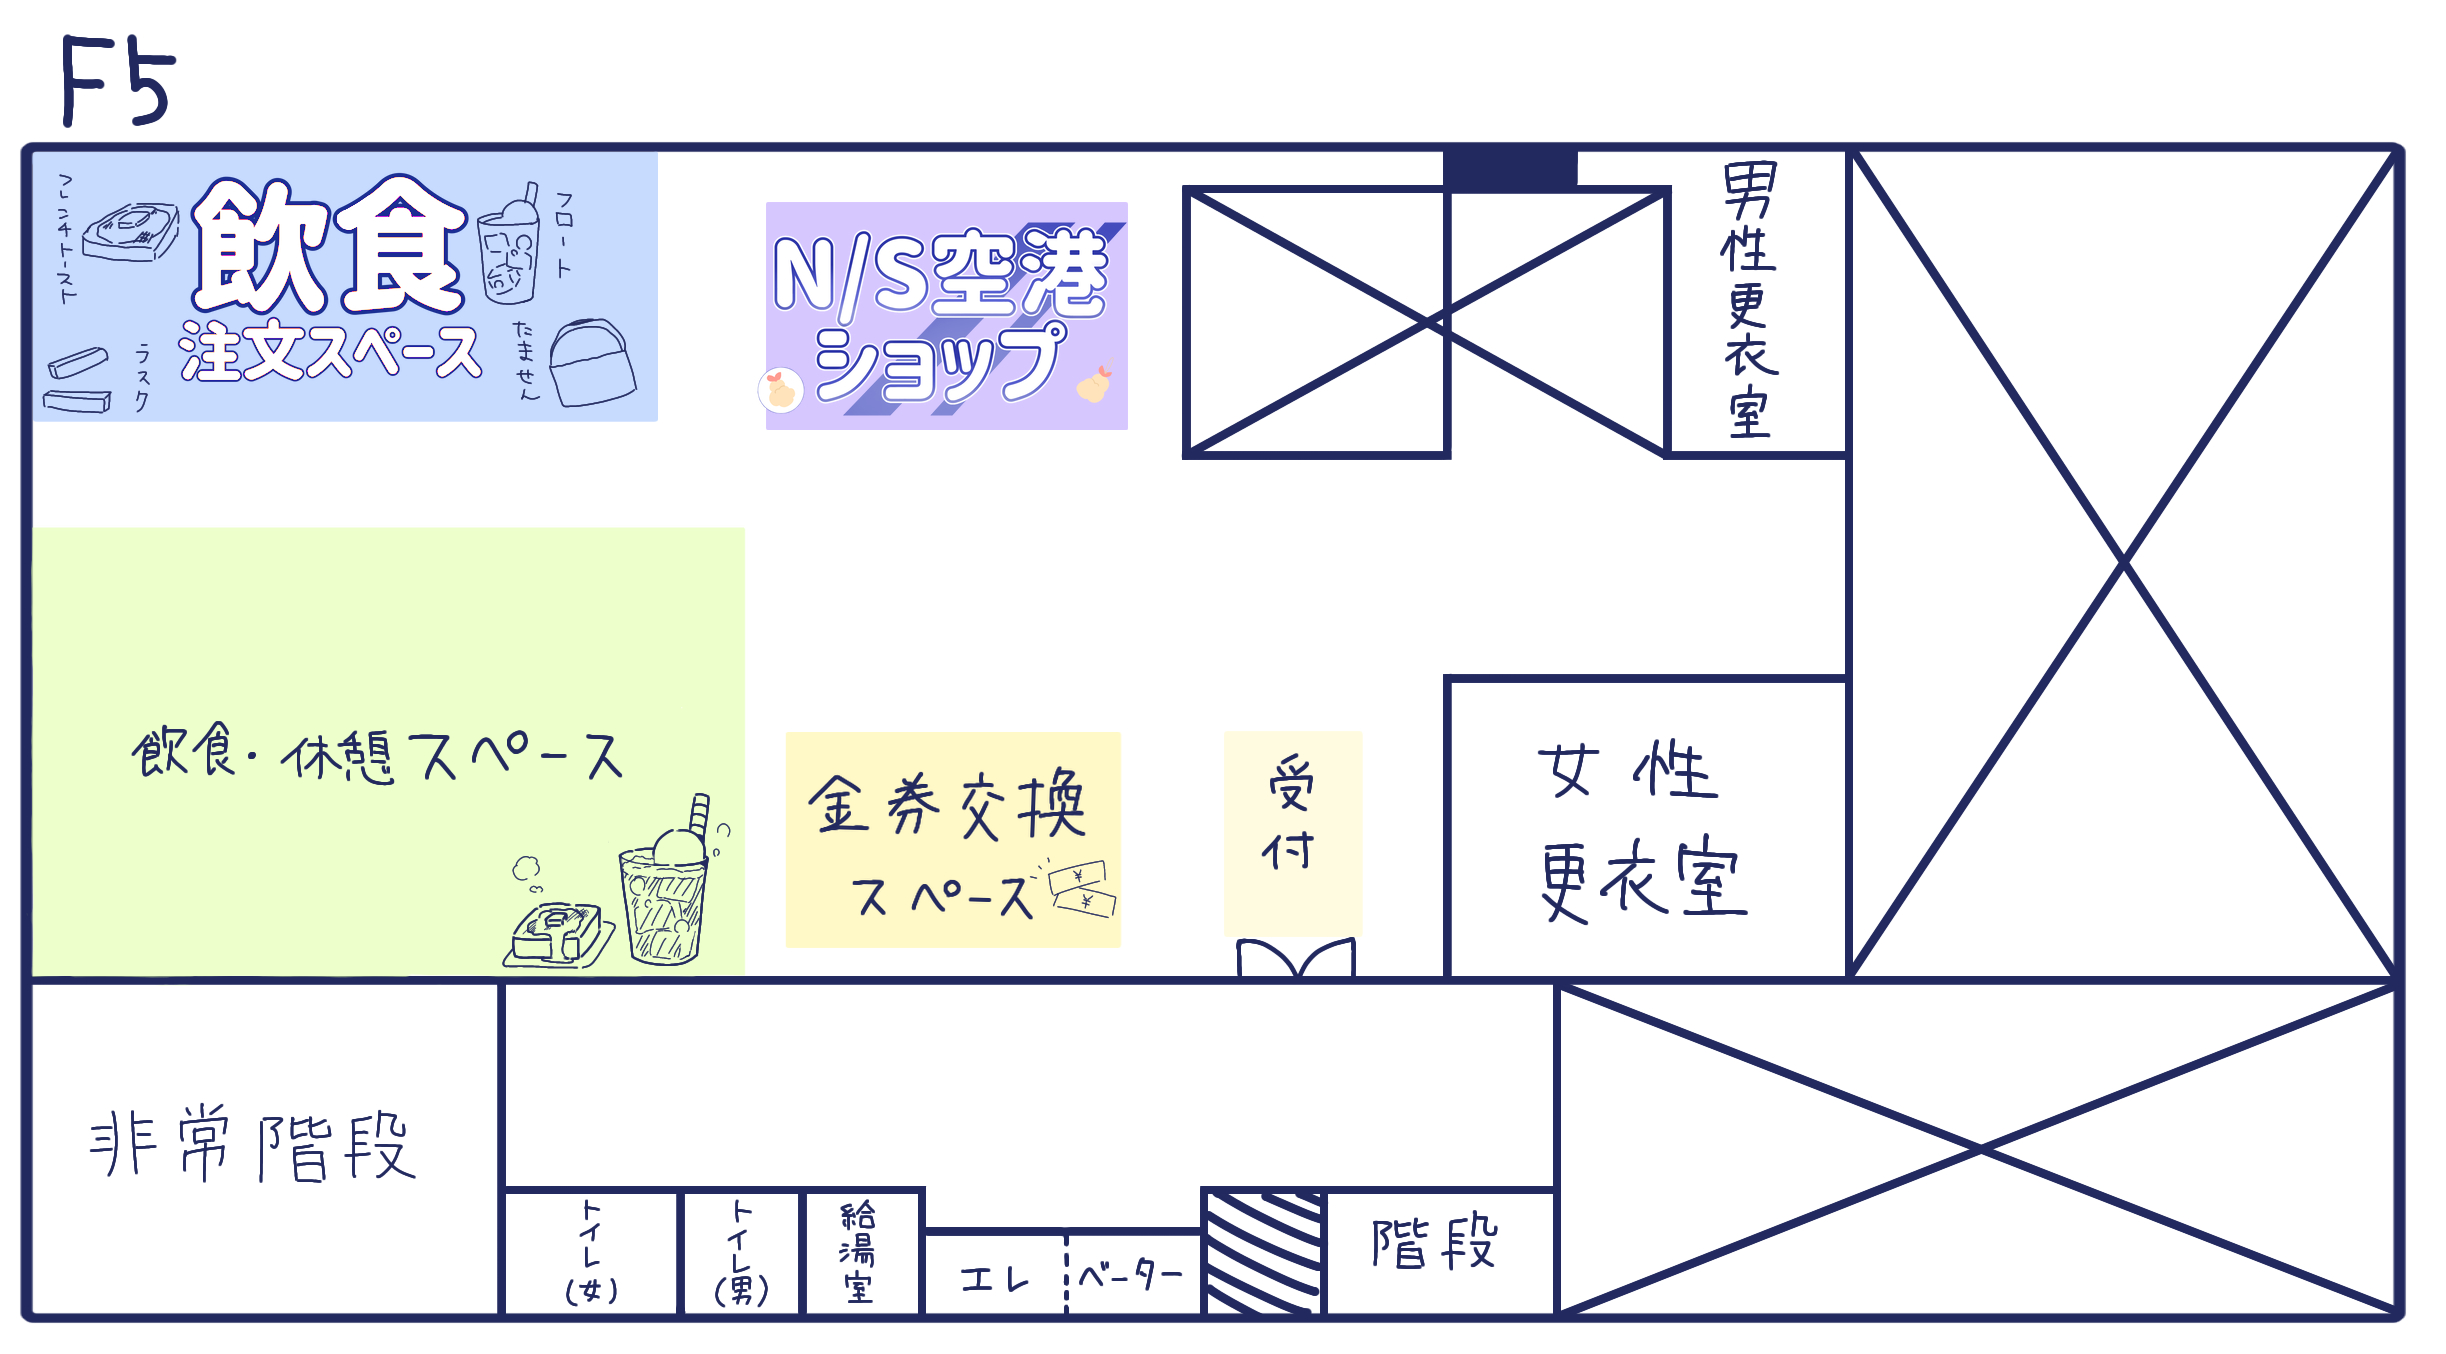 F5
フレンチトースト
飲食
注文スペース
フロート
ラスク
たません
N/S空港
ショップ
男性更衣室
飲食・休憩スペース
金券交換
スペース
¥
¥
受付
女性
更衣室
非常階段
トイレ(女)
トイレ(男)
給湯室
エレベーター
階段